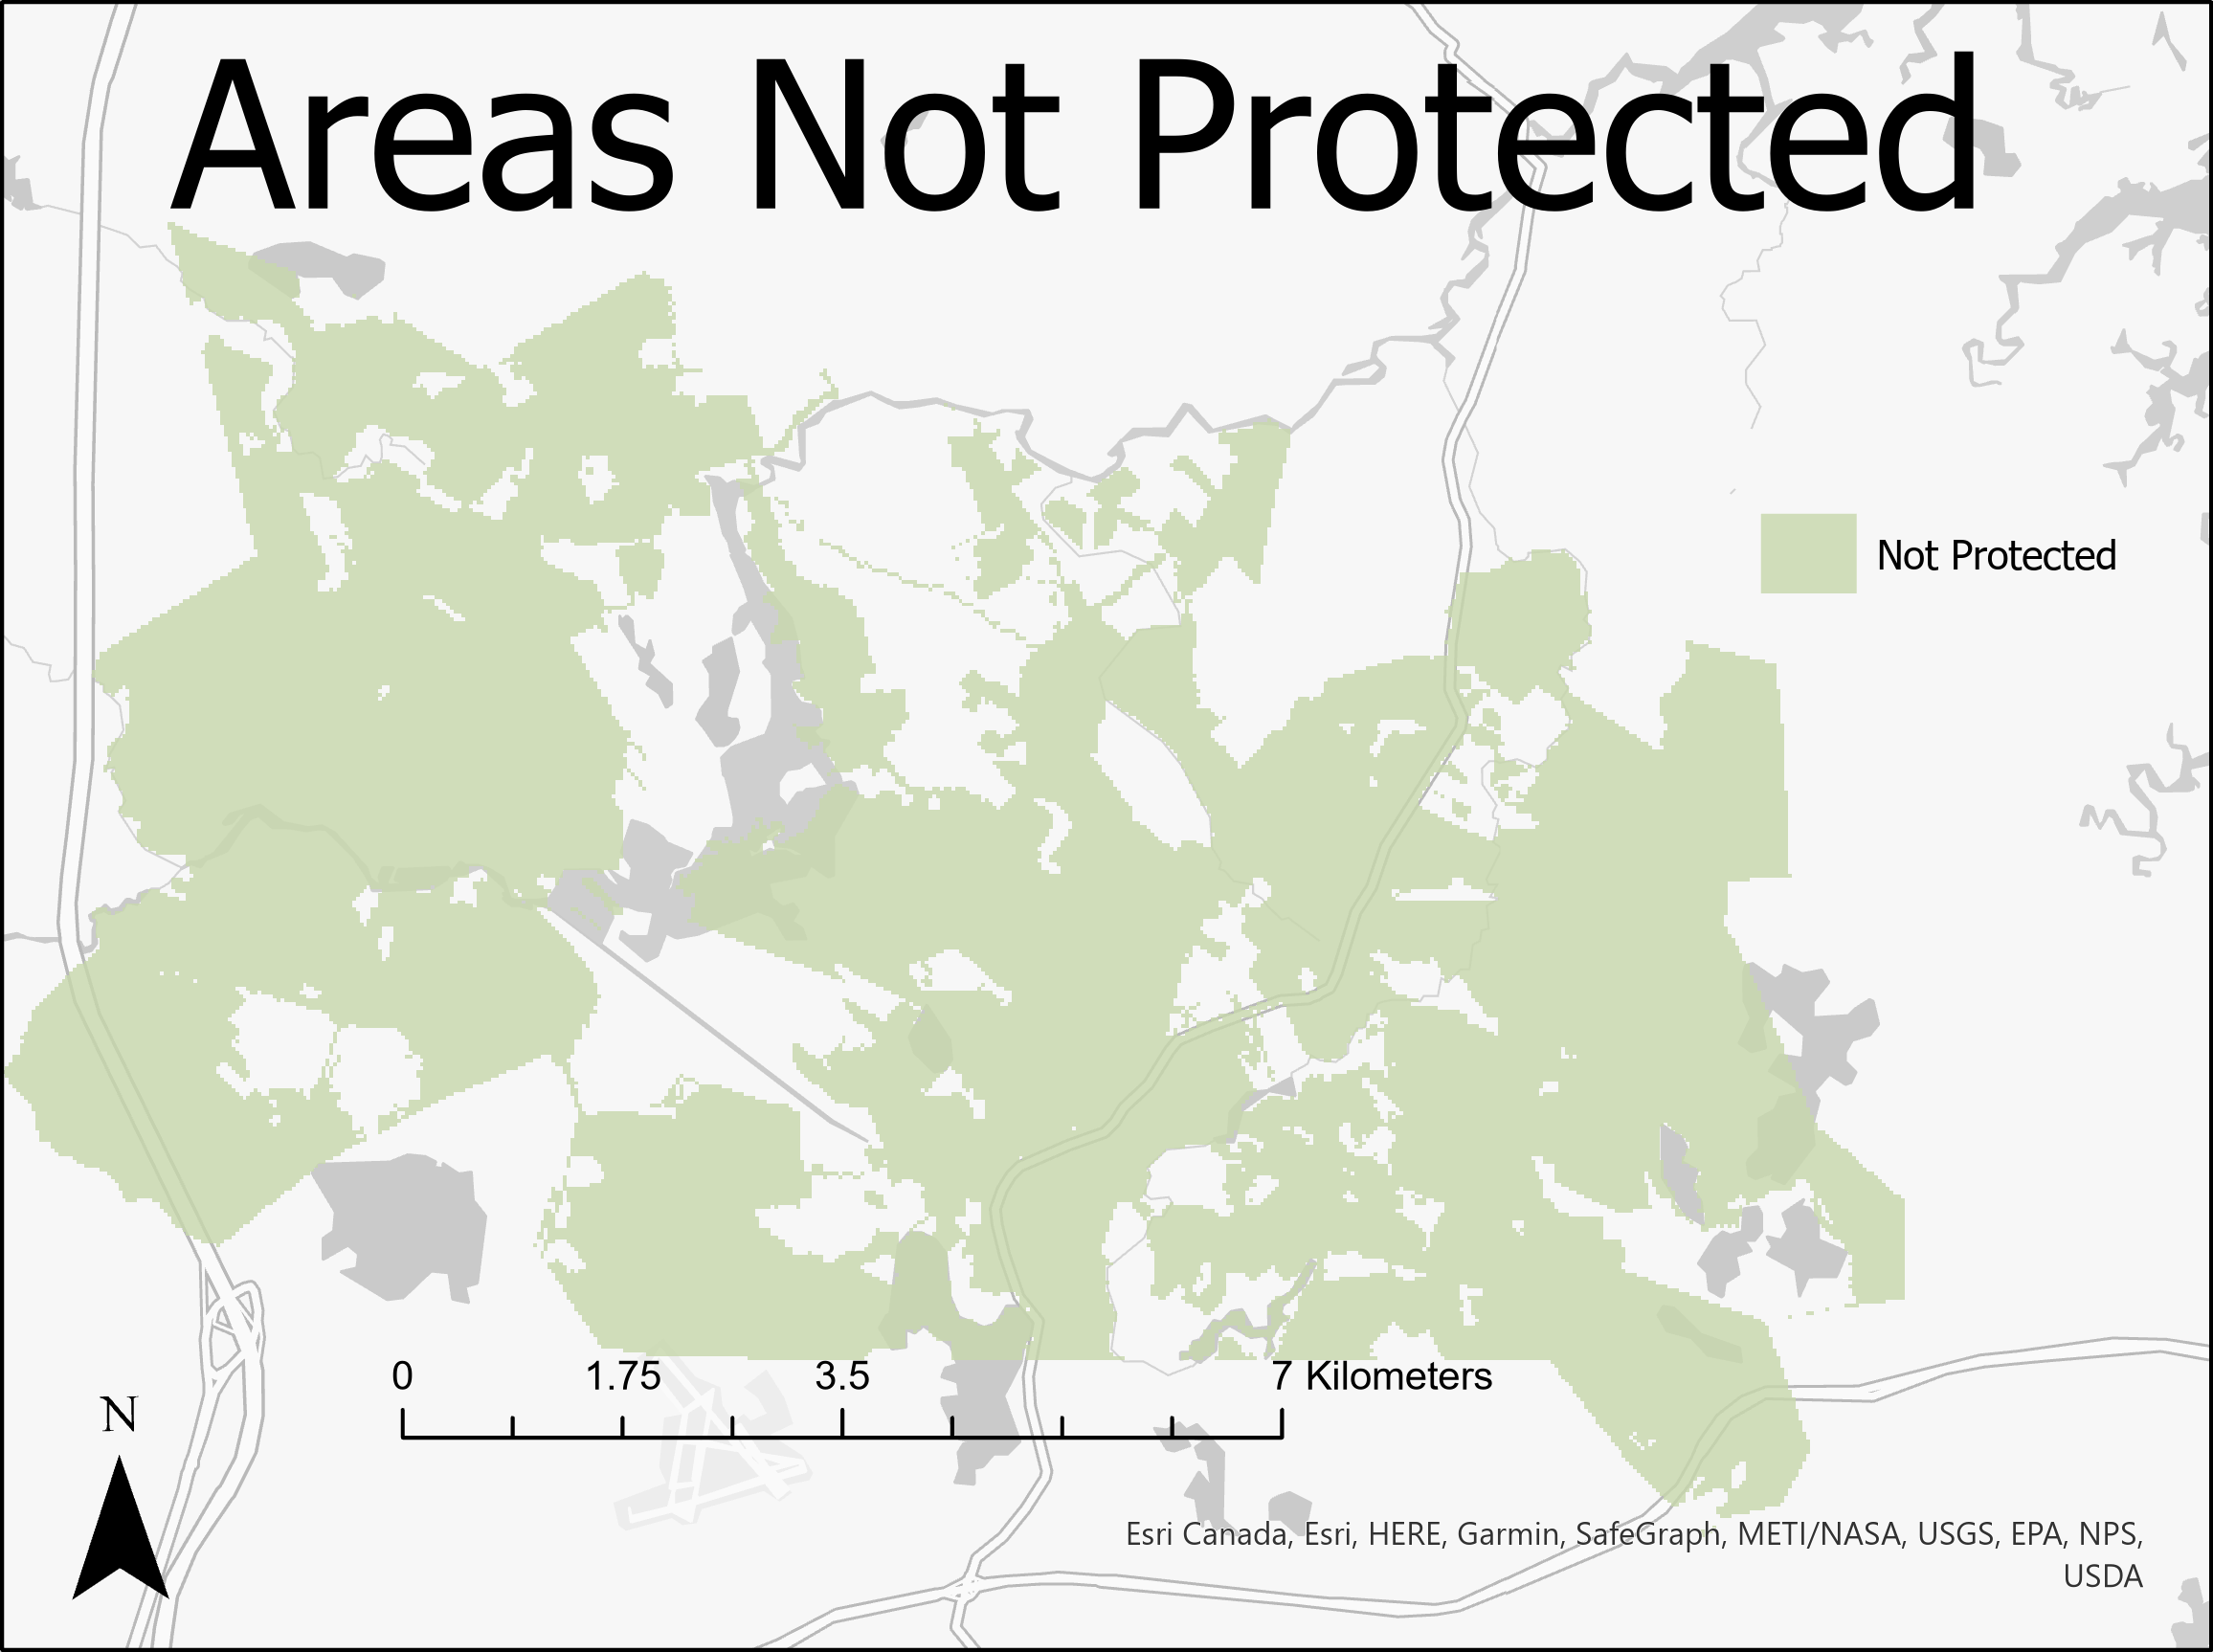 Areas Not Protected
Not Protected
0 1.75 3.5 7 Kilometers
N
Esri Canada, Esri, HERE, Garmin, SafeGraph, METI/NASA, USGS, EPA, NPS,
USDA